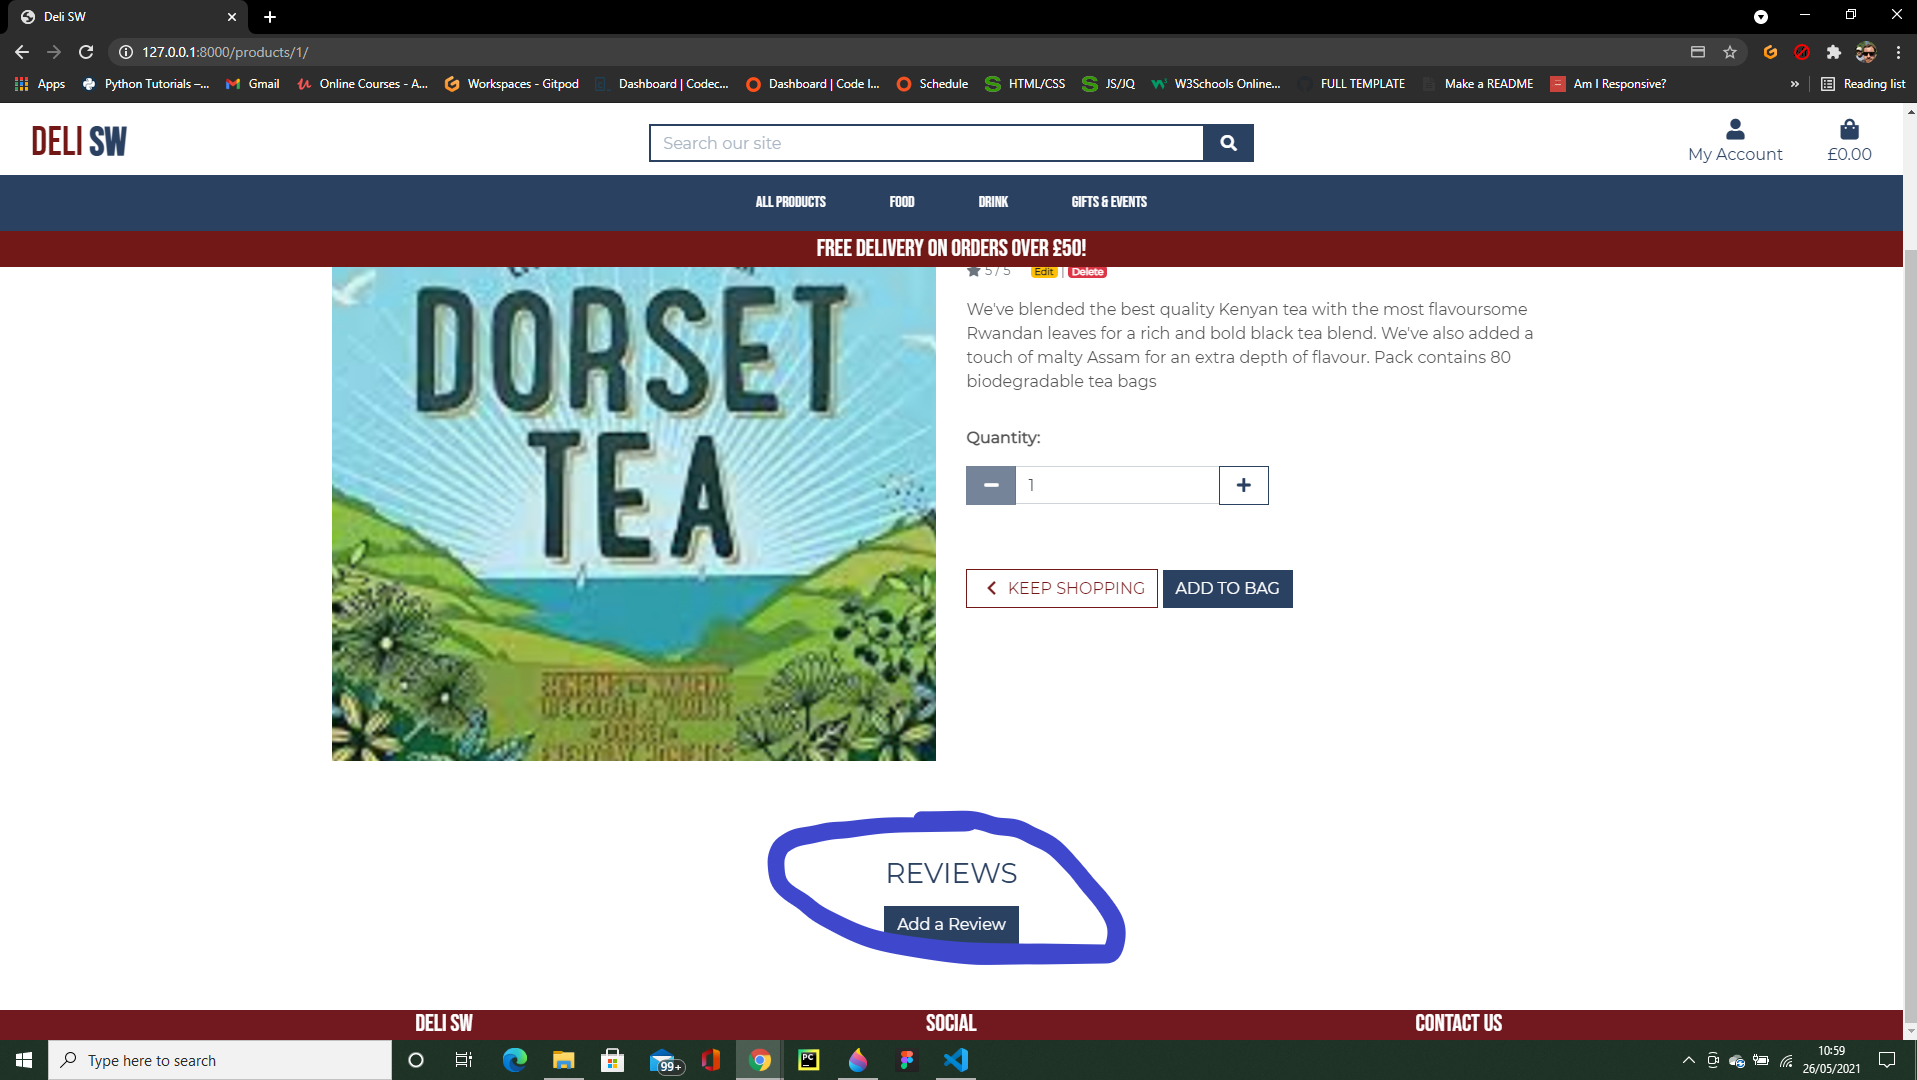 Deli SW
127.0.0.1:8000/products/1/
Apps
Python Tutorials –...
Gmail
Online Courses - A...
Workspaces - Gitpod
Dashboard | Codec...
Dashboard | Code I...
Schedule
HTML/CSS
JS/JQ
W3Schools Online...
FULL TEMPLATE
Make a README
Am I Responsive?
»
Reading list
DELI SW
Search our site
My Account
£0.00
ALL PRODUCTS
FOOD
DRINK
GIFTS & EVENTS
FREE DELIVERY ON ORDERS OVER £50!
5 / 5 Edit | Delete
DORSET
TEA
We've blended the best quality Kenyan tea with the most flavoursome
Rwandan leaves for a rich and bold black tea blend. We've also added a
touch of malty Assam for an extra depth of flavour. Pack contains 80
biodegradable tea bags
Quantity:
1
KEEP SHOPPING
ADD TO BAG
REVIEWS
Add a Review
DELI SW
SOCIAL
CONTACT US
Type here to search
99+
PC
10:59
26/05/2021